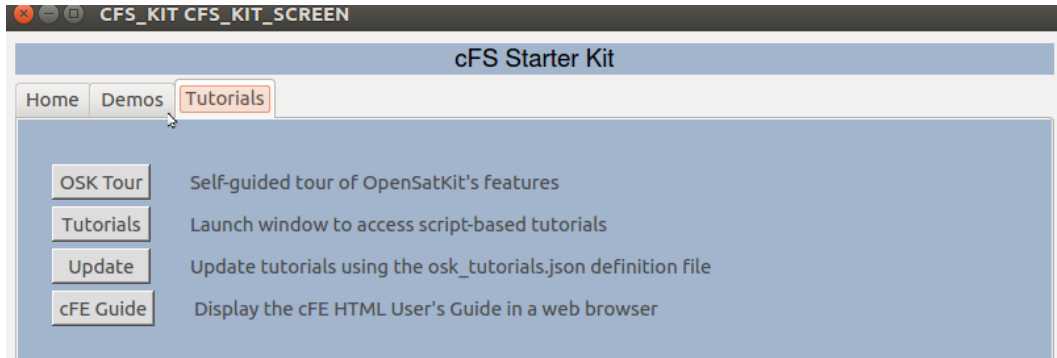 CFS_KIT CFS_KIT_SCREEN
cFS Starter Kit
Home Demos Tutorials
OSK Tour Self-guided tour of OpenSatKit's features
Tutorials Launch window to access script-based tutorials
Update Update tutorials using the osk_tutorials.json definition file
cFE Guide Display the cFE HTML User's Guide in a web browser